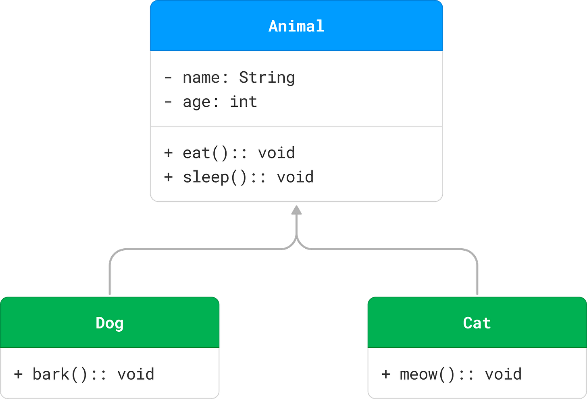 Animal
- name: String
- age: int
+ eat():: void
+ sleep():: void
Dog
+ bark():: void
Cat
+ meow():: void